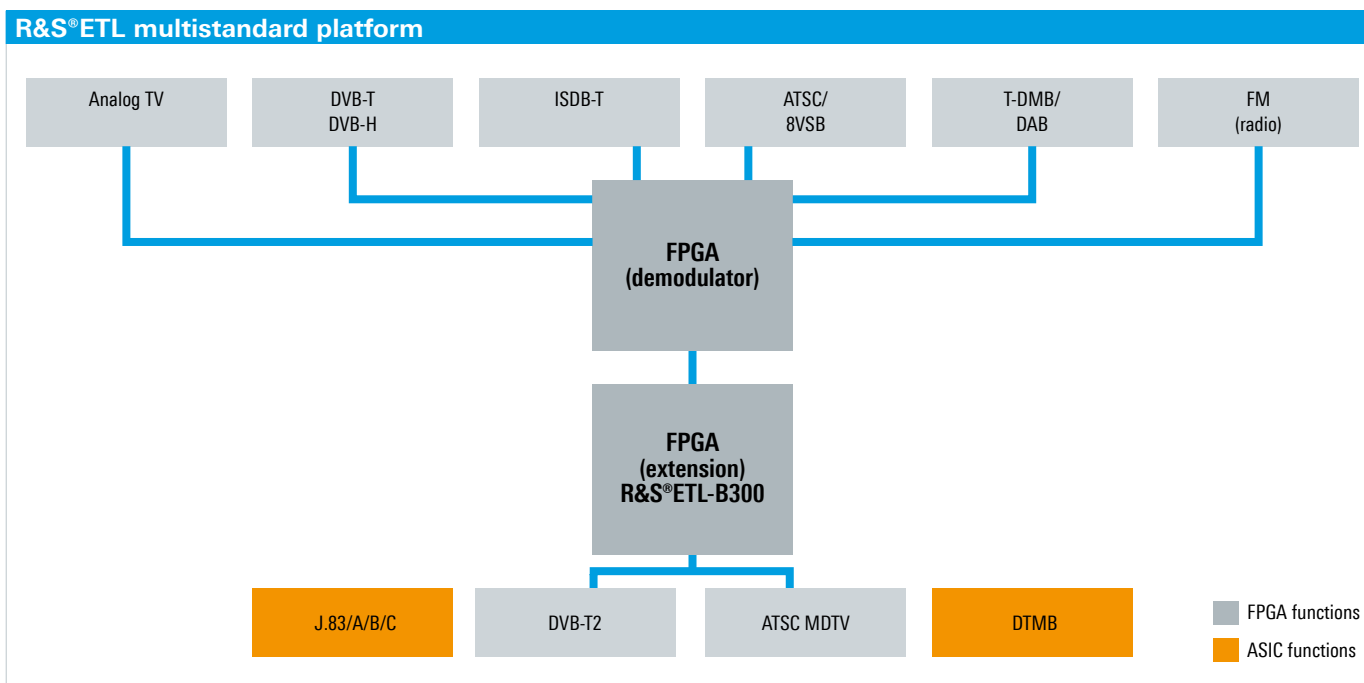 R&S®ETL multistandard platform
Analog TV
DVB-T
DVB-H
ISDB-T
ATSC/
8VSB
T-DMB/
DAB
FM
(radio)
FPGA
(demodulator)
FPGA
(extension)
R&S®ETL-B300
J.83/A/B/C
DVB-T2
ATSC MDTV
DTMB
FPGA functions
ASIC functions